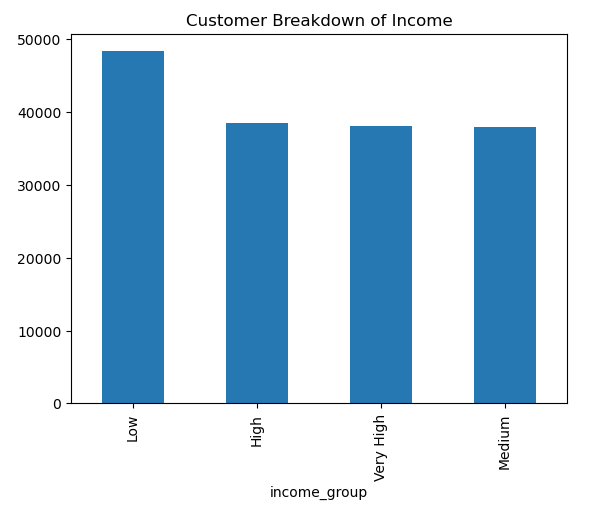 Customer Breakdown of Income
50000
40000
30000
20000
10000
0
Low
High
Very High
Medium
income_group